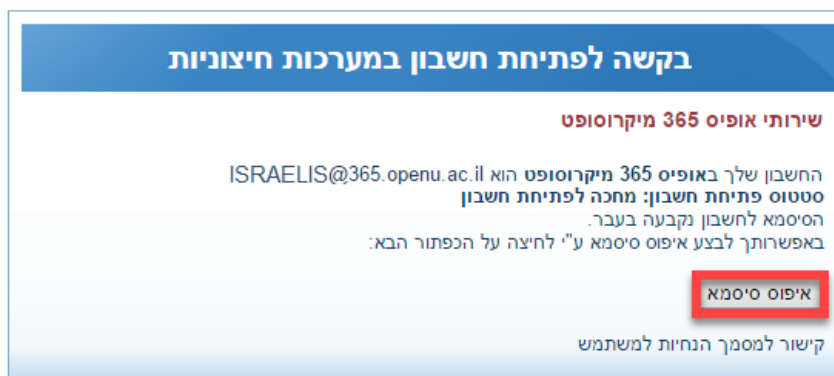 בקשה לפתיחת חשבון במערכות חיצוניות
שירותי אופיס 365 מיקרוסופט
החשבון שלך באופיס 365 מיקרוסופט הוא ISRAELIS@365.openu.ac.il
סטטוס פתיחת חשבון: מחכה לפתיחת חשבון
הסיסמא לחשבון נקבעה בעבר.
באפשרותך לבצע איפוס סיסמא ע"י לחיצה על הכפתור הבא:
איפוס סיסמא
קישור למסמך הנחיות למשתמש